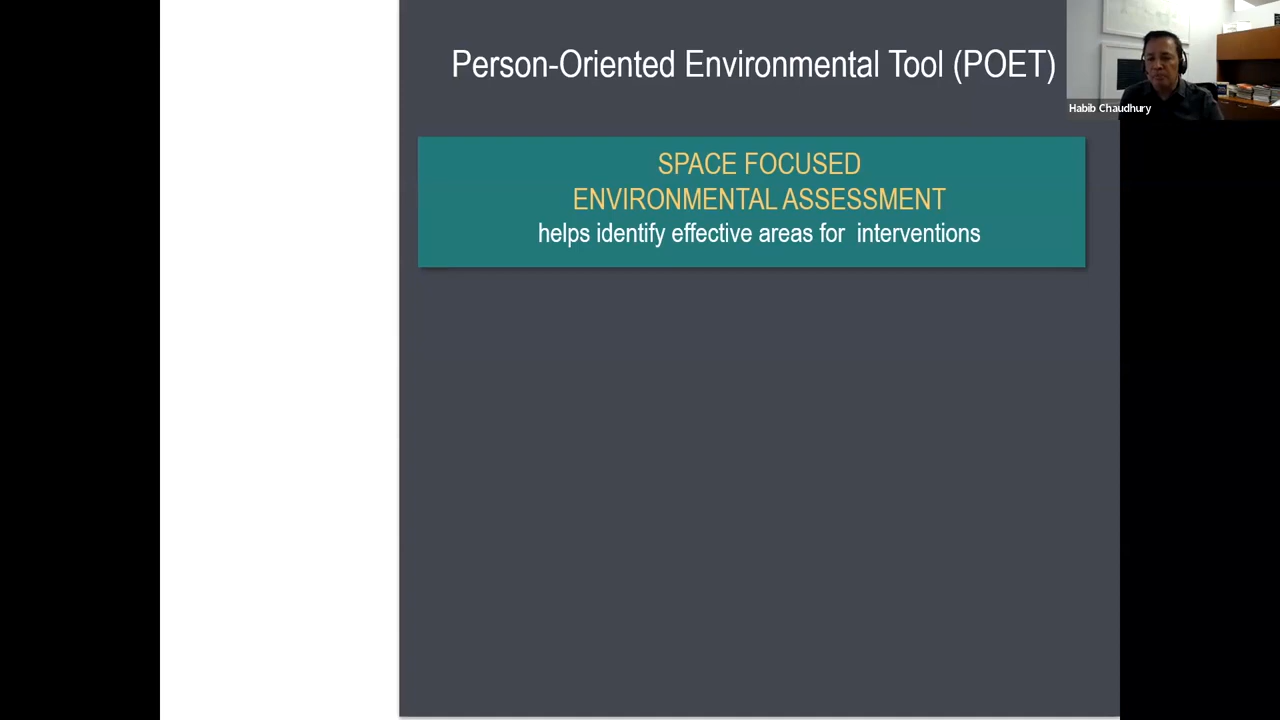 Person-Oriented Environmental Tool (POET)
Habib Chaudhury
SPACE FOCUSED
ENVIRONMENTAL ASSESSMENT
helps identify effective areas for interventions